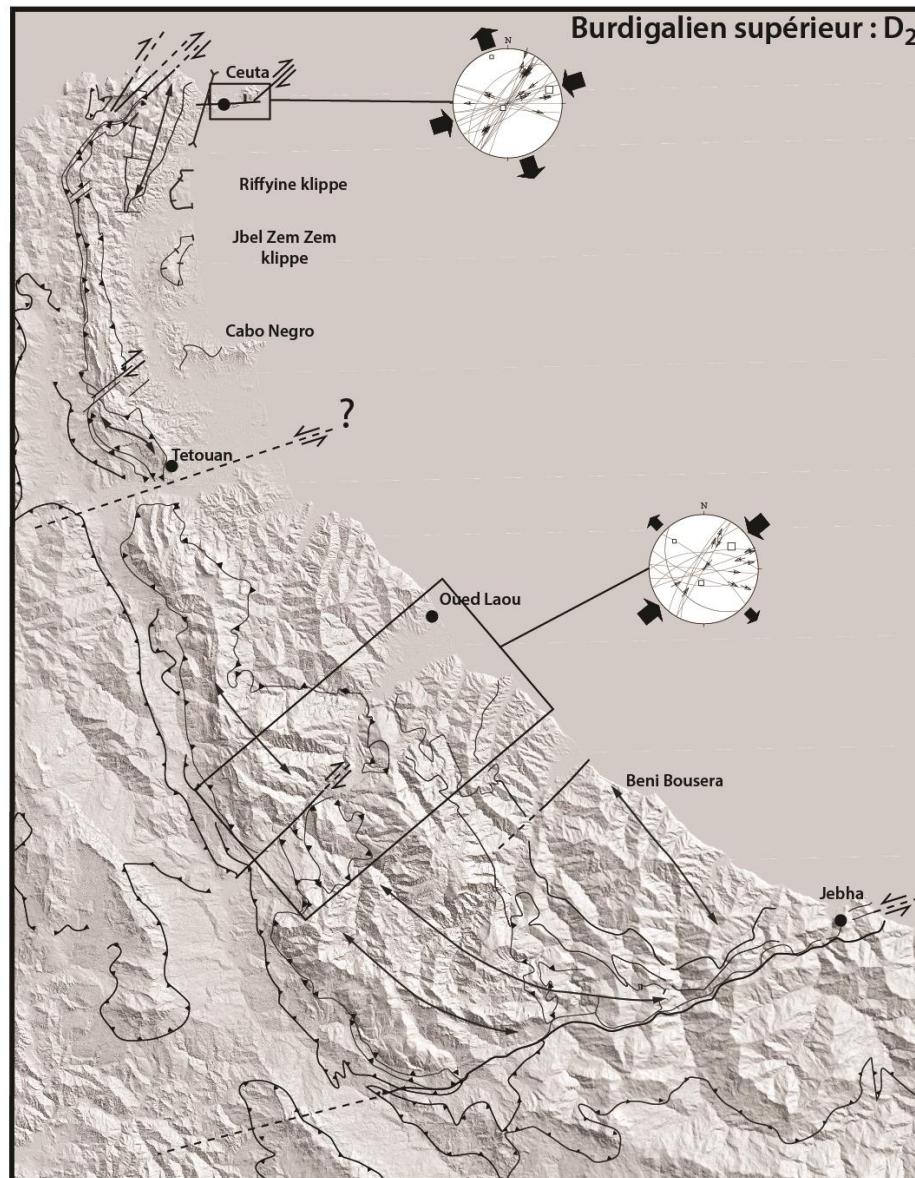 Burdigalien supérieur : D2
N
Ceuta
Riffyine klippe
Jbel Zem Zem
klippe
Cabo Negro
?
Tetouan
N
Oued Laou
Beni Bousera
Jebha